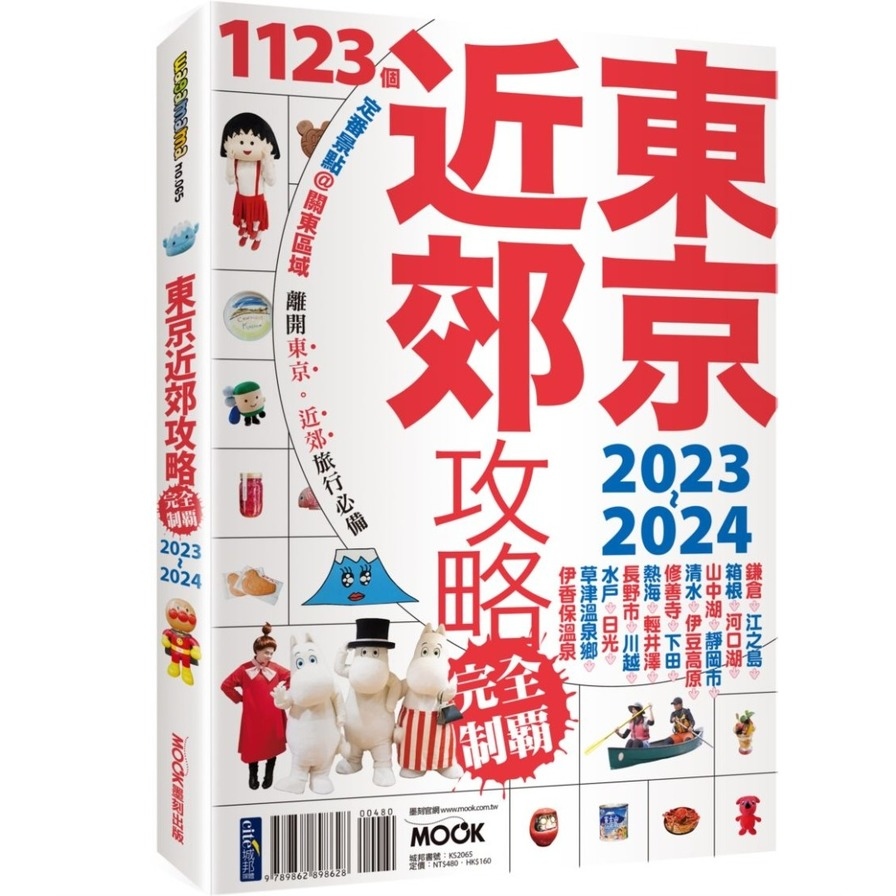 wagamama no.065
東京近郊攻略
完全
制霸
2023
~
2024
MOOK墨刻出版
1123個
定番景點@關東區域
離開東京。近郊旅行必備
東京
近郊
攻略
完全
制霸
2023
~
2024
鎌倉⇨江之島⇨
箱根⇨河口湖⇨
山中湖⇨靜岡市⇨
清水⇨伊豆高原⇨
修善寺⇨下田⇨
熱海⇨輕井澤⇨
長野市⇨川越⇨
水戶⇨日光⇨
草津溫泉鄉⇨
伊香保溫泉
cité城邦
媒體
00480
9789862898628
墨刻官網 www.mook.com.tw
MOOK
城邦書號：KS2065
定價：NT$480・HK$160